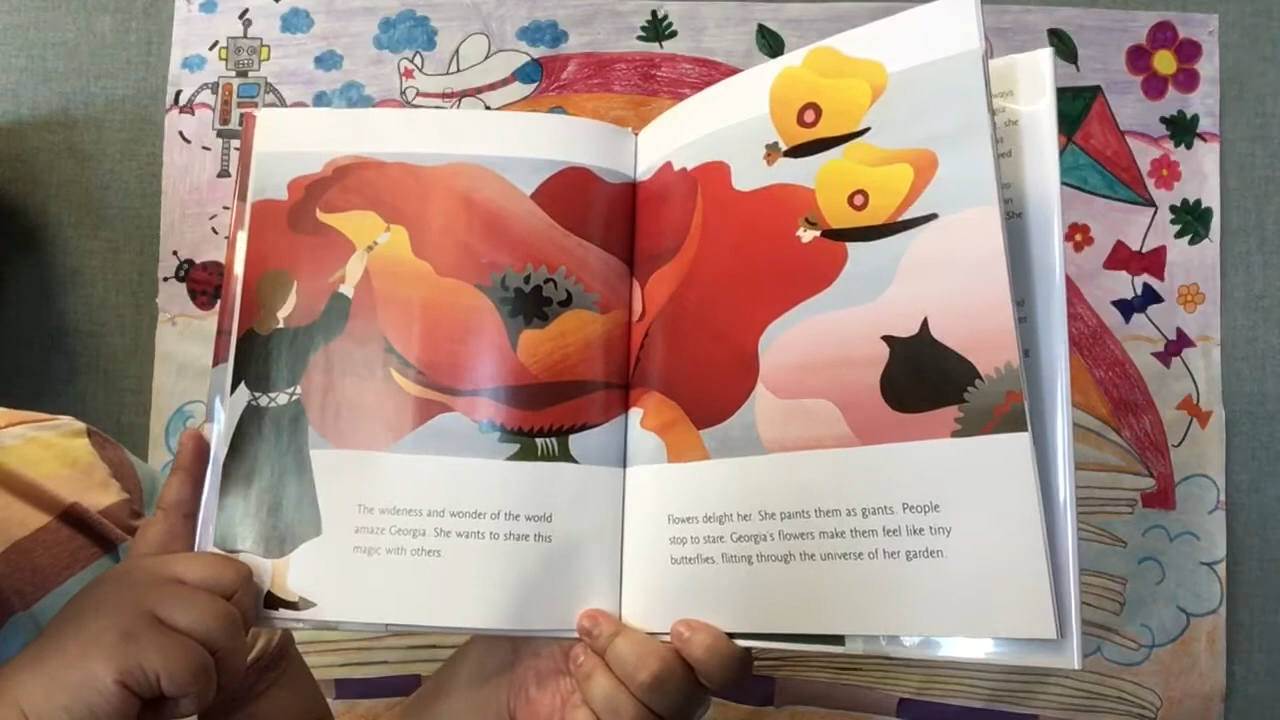 The wideness and wonder of the world
amaze Georgia. She wants to share this
magic with others.
Flowers delight her. She paints them as giants. People
stop to stare. Georgia's flowers make them feel like tiny
butterflies, flitting through the universe of her garden.
she
She